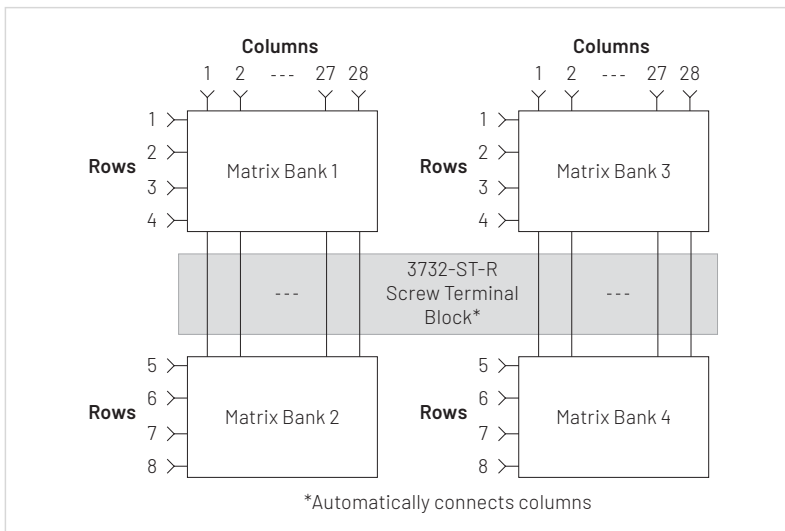 Columns
Columns
1 2 --- 27 28
1 2 --- 27 28
1
2
3
4
Rows
Matrix Bank 1
1
2
3
4
Rows
Matrix Bank 3
---
3732-ST-R
Screw Terminal
Block*
---
5
6
7
8
Rows
Matrix Bank 2
5
6
7
8
Rows
Matrix Bank 4
*Automatically connects columns